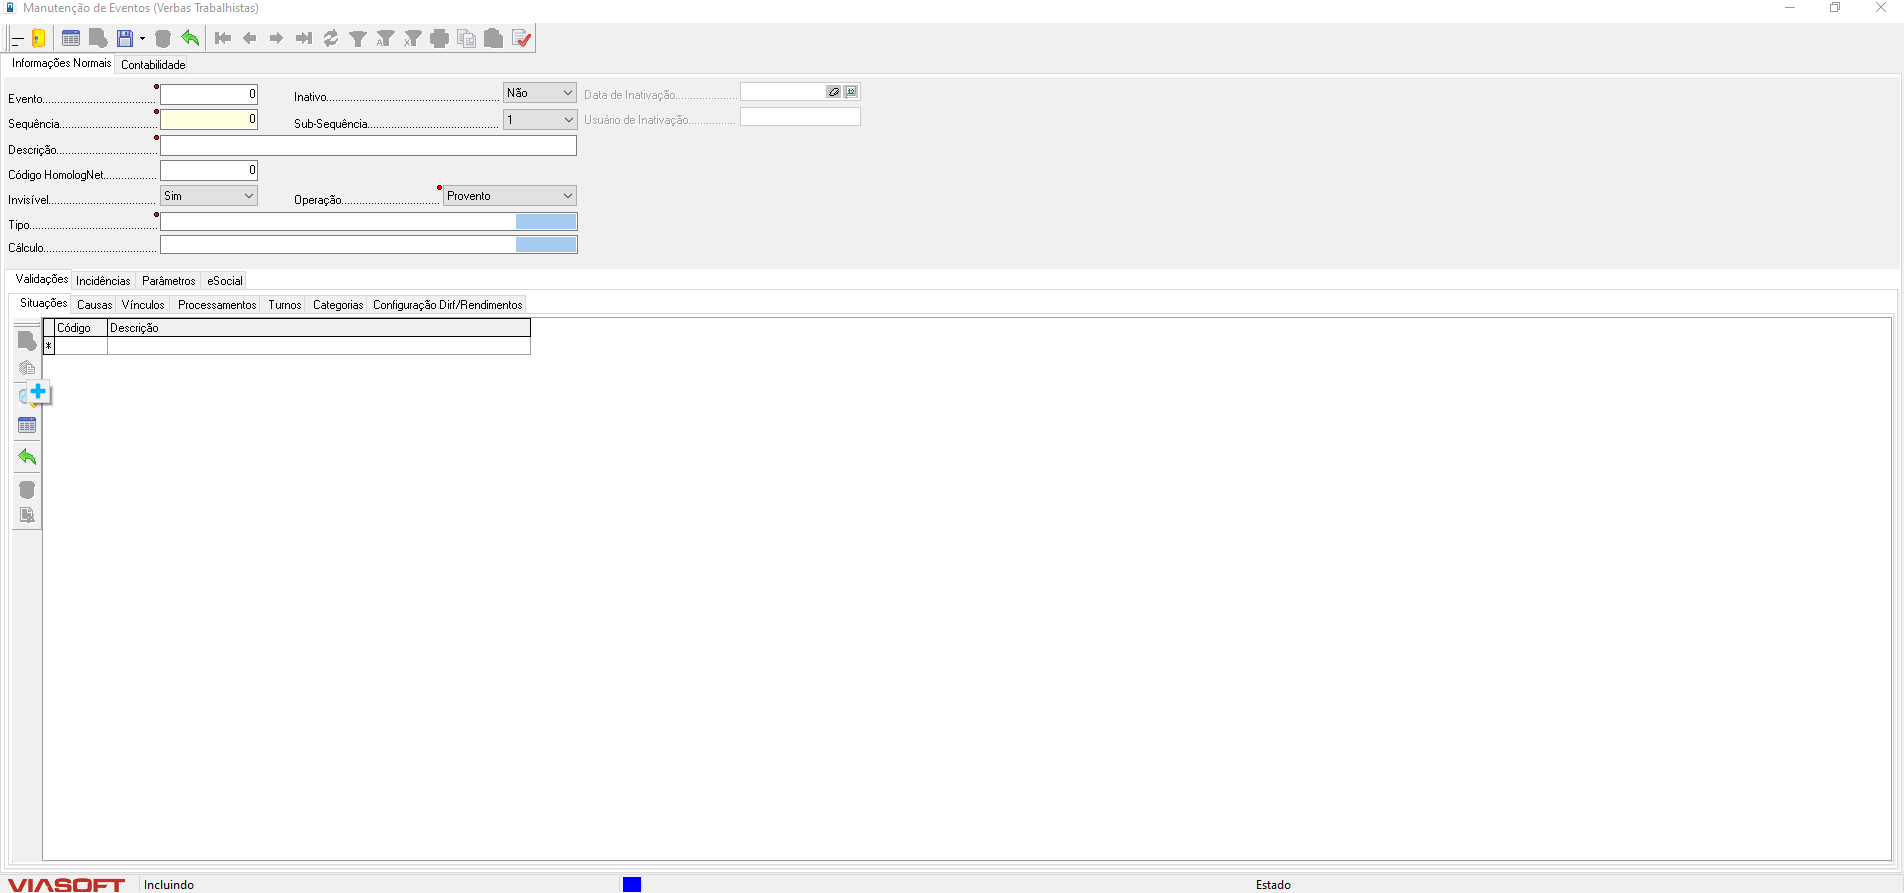 Manutenção de Eventos (Verbas Trabalhistas)
Informações Normais Contabilidade
Evento 0 Inativo Não Data de Inativação
Sequência 0 Sub-Sequência 1 Usuário de Inativação
Descrição
Código HomologNet 0
Invisível Sim Operação Provento
Tipo
Cálculo
Validações Incidências Parâmetros eSocial
Situações Causas Vínculos Processamentos Turnos Categorias Configuração Dirf/Rendimentos
Código Descrição
*
VIASOFT Incluindo Estado